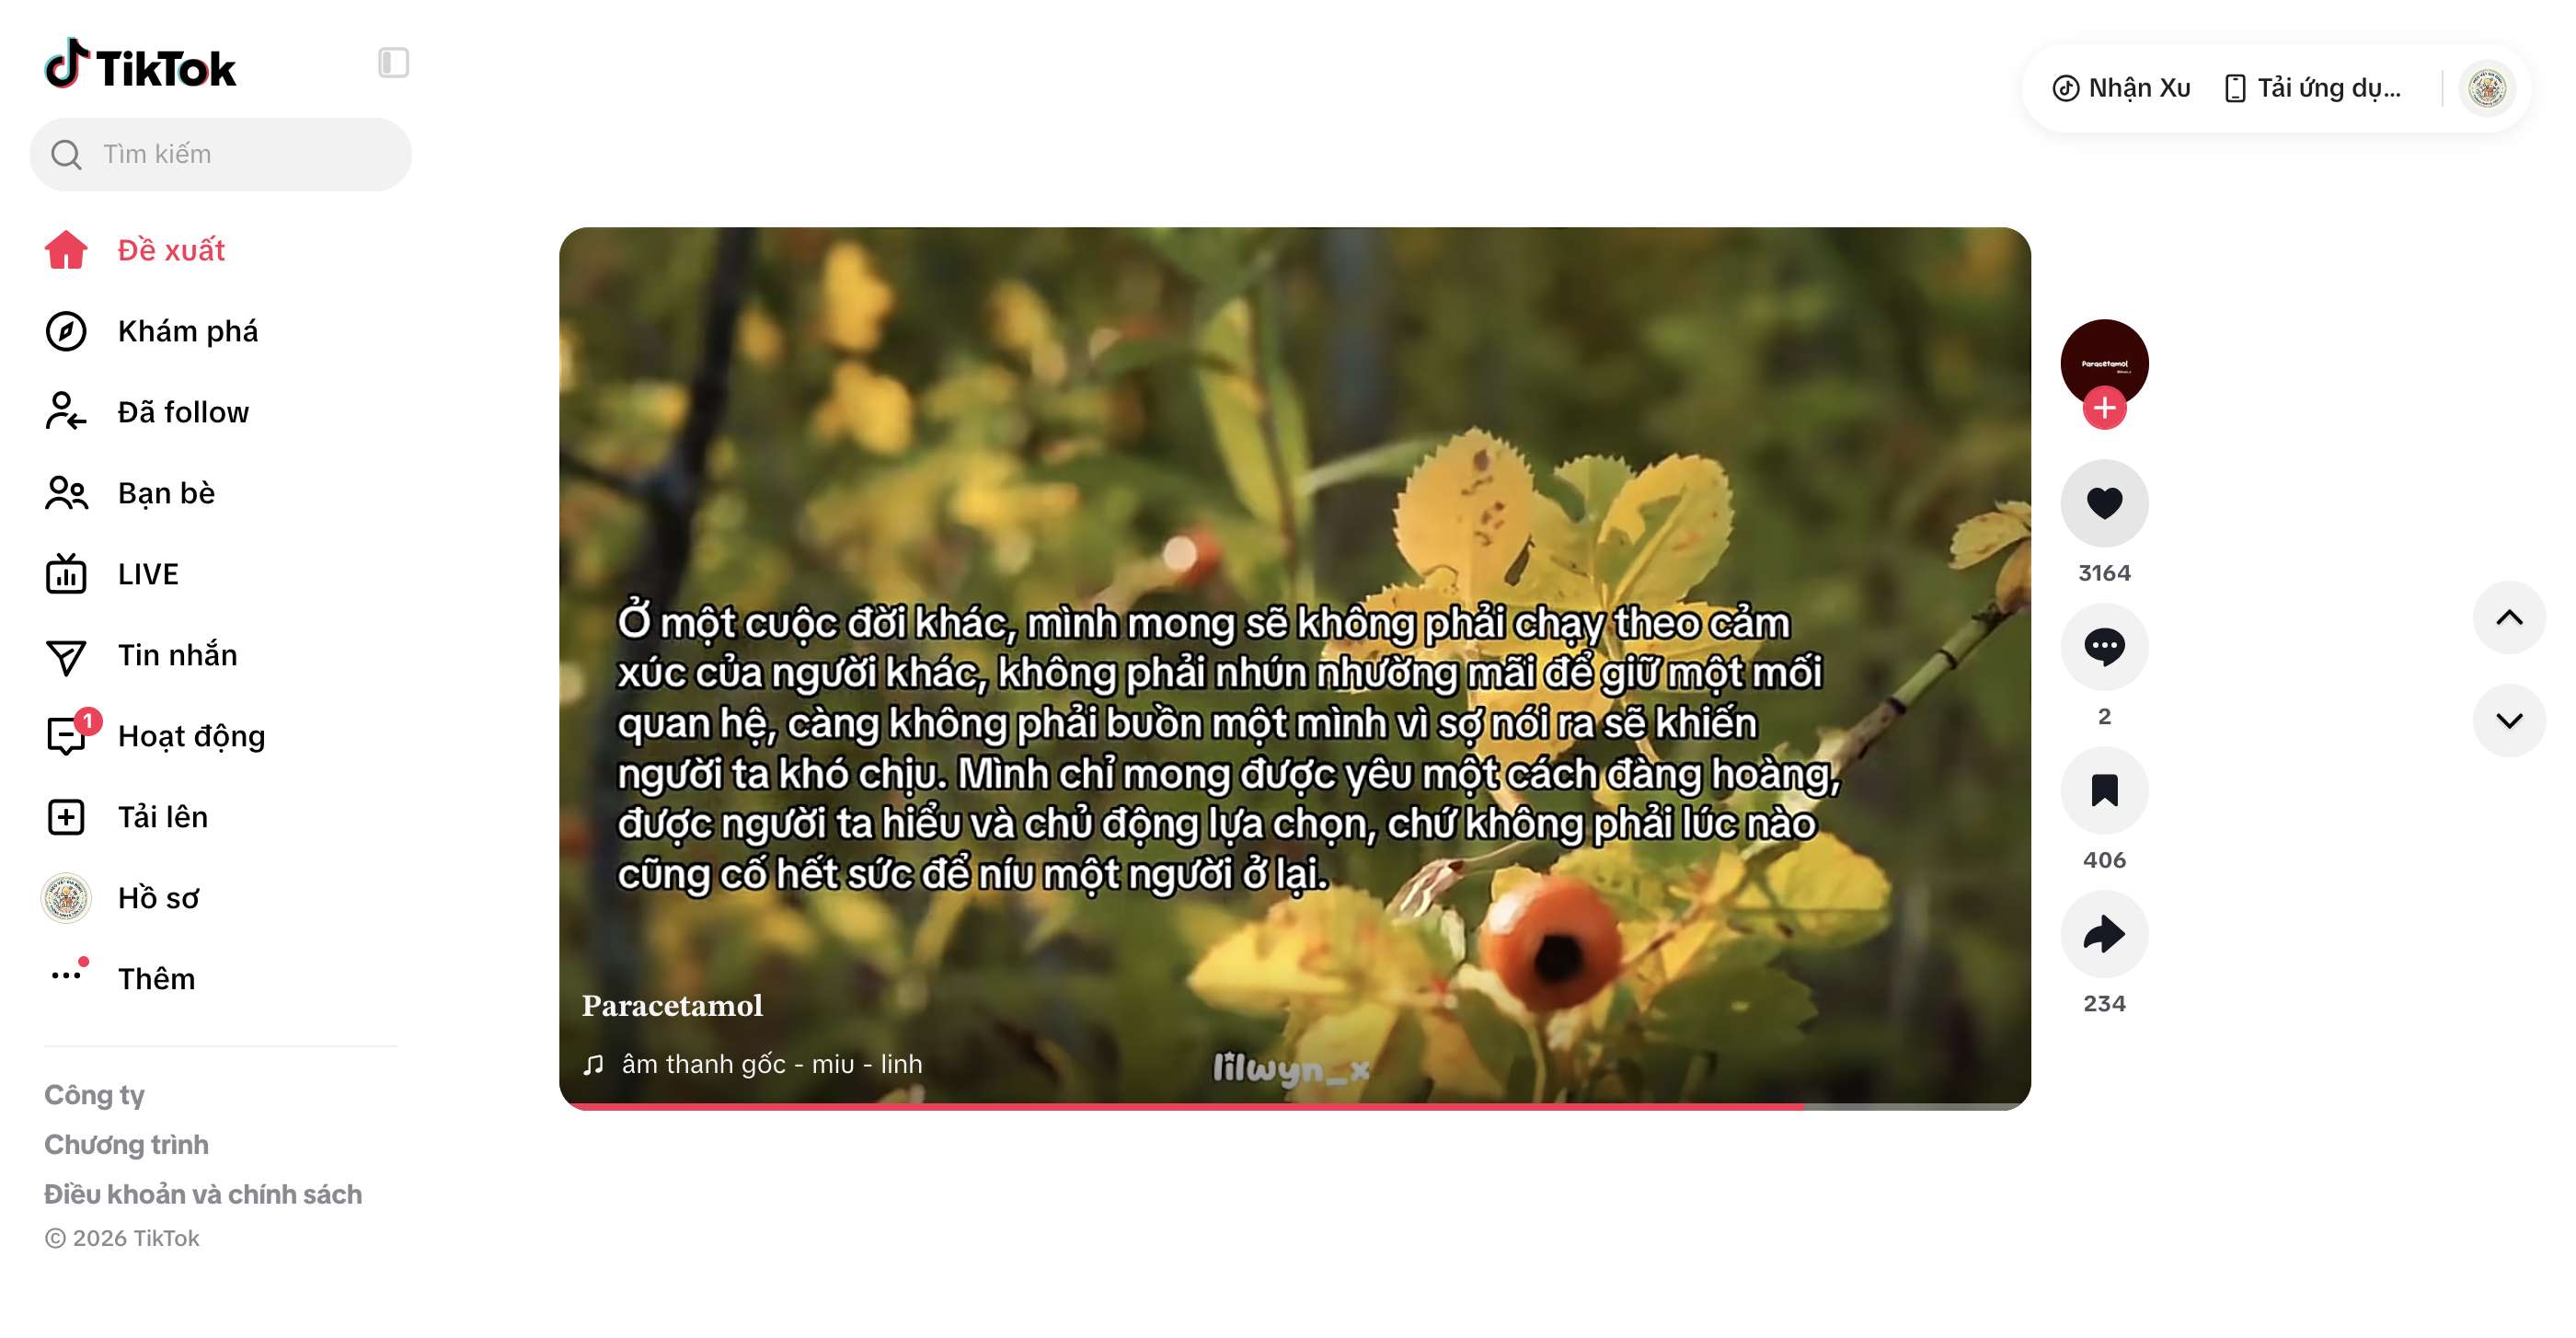 TikTok
Tìm kiếm
Đề xuất
Khám phá
Đã follow
Bạn bè
LIVE
Tin nhắn
1
Hoạt động
Tải lên
Hồ sơ
Thêm
Công ty
Chương trình
Điều khoản và chính sách
© 2026 TikTok
Nhận Xu
Tải ứng dụ...
Ở một cuộc đời khác, mình mong sẽ không phải chạy theo cảm
xúc của người khác, không phải nhún nhường mãi để giữ một mối
quan hệ, càng không phải buồn một mình vì sợ nói ra sẽ khiến
người ta khó chịu. Mình chỉ mong được yêu một cách đàng hoàng,
được người ta hiểu và chủ động lựa chọn, chứ không phải lúc nào
cũng cố hết sức để níu một người ở lại.
Paracetamol
âm thanh gốc - miu - linh
lilwyn_x
Paracetamol
3164
2
406
234